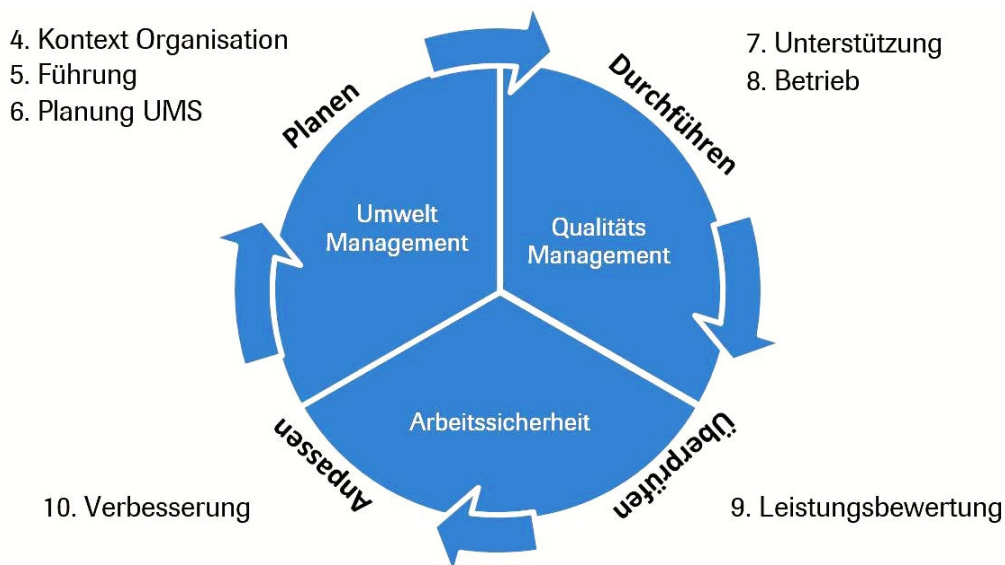 4. Kontext Organisation
5. Führung
6. Planung UMS
7. Unterstützung
8. Betrieb
Planen
Durchführen
Umwelt
Management
Qualitäts
Management
Arbeitssicherheit
Anpassen
Überprüfen
10. Verbesserung
9. Leistungsbewertung